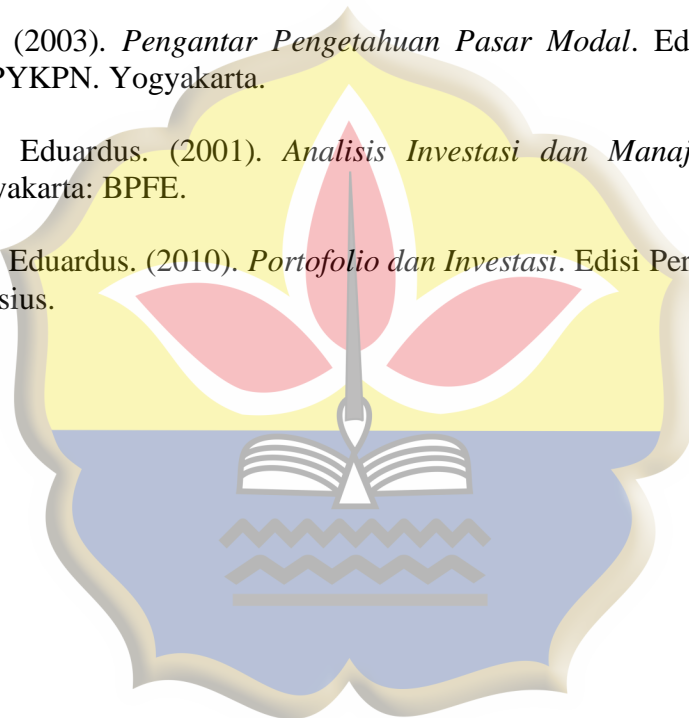 (2003). Pengantar Pengetahuan Pasar Modal. Ed
PYKPN. Yogyakarta.
Eduardus. (2001). Analisis Investasi dan Manaj
yakarta: BPFE.
Eduardus. (2010). Portofolio dan Investasi. Edisi Per
sius.